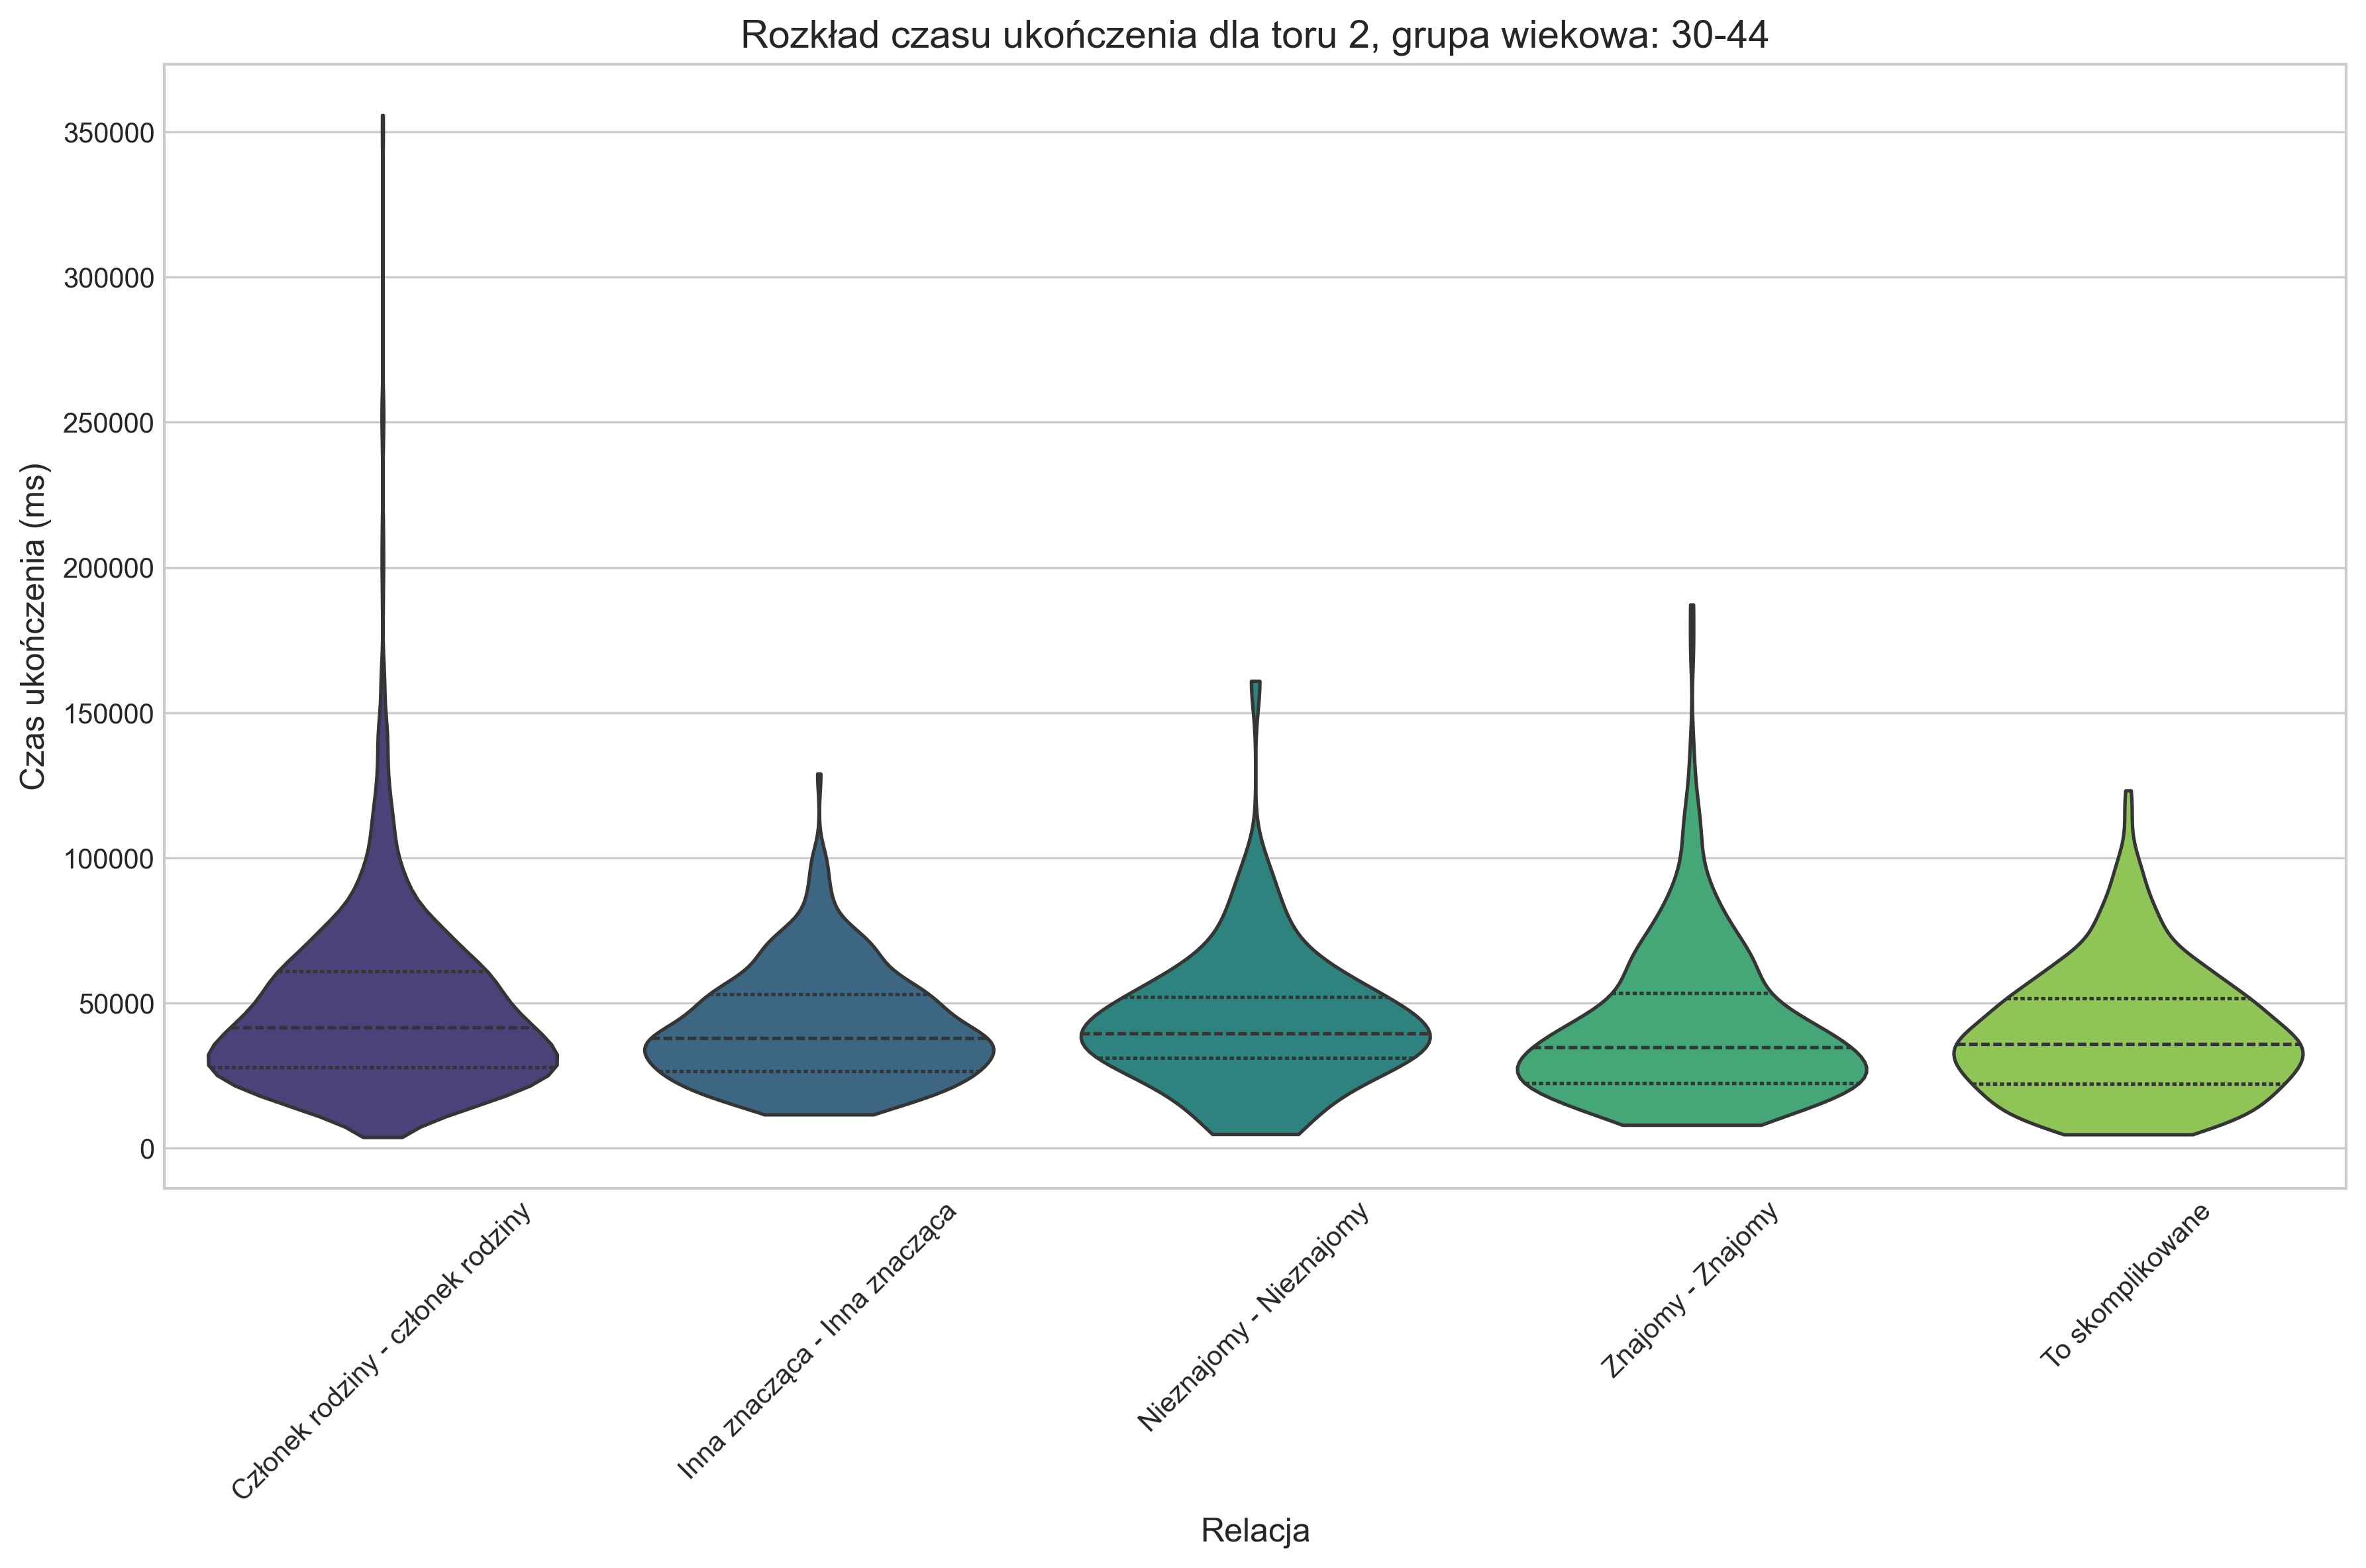 Rozkład czasu ukończenia dla toru 2, grupa wiekowa: 30-44
Czas ukończenia (ms)
350000
300000
250000
200000
150000
100000
50000
0
Członek rodziny - członek rodziny
Inna znacząca - Inna znacząca
Nieznajomy - Nieznajomy
Znajomy - Znajomy
To skomplikowane
Relacja